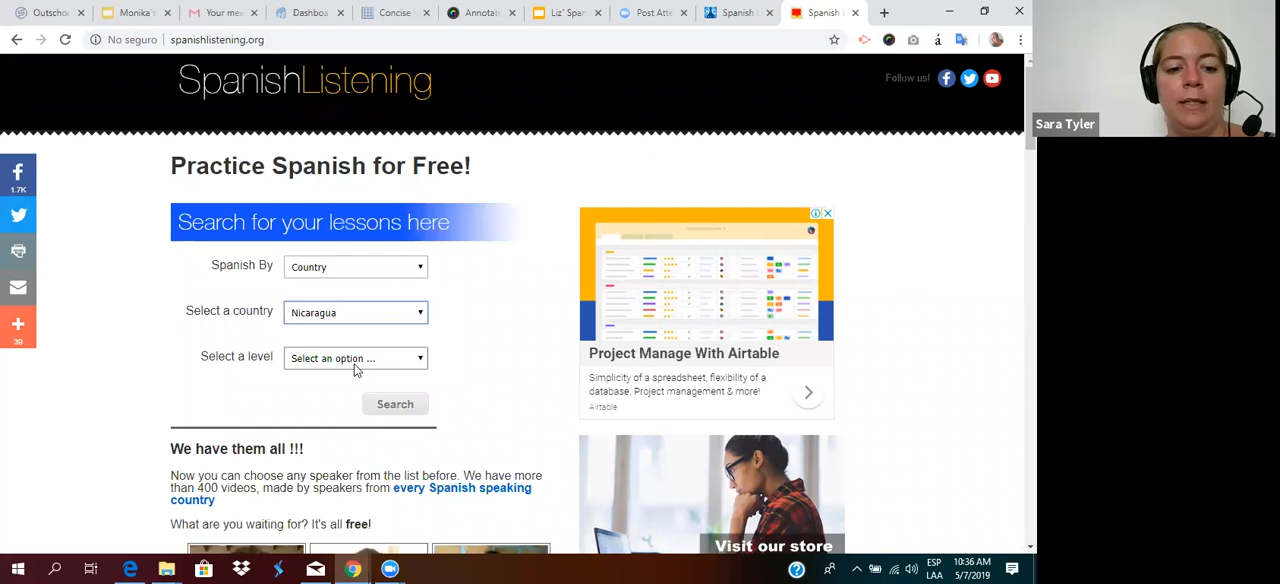 Outschoo
Monika's
Your mes
Dashboa
Concise
Annotate
Liz' Span
Post Atte
Spanish L
Spanish
No seguro
spanishlistening.org
SpanishListening
Follow us!
Sara Tyler
1.7K
Practice Spanish for Free!
Search for your lessons here
Spanish By
Country
Select a country
Nicaragua
Select a level
Select an option ...
38
Search
Project Manage With Airtable
Simplicity of a spreadsheet, flexibility of a
database. Project management & more!
Airtable
We have them all !!!
Now you can choose any speaker from the list before. We have more
than 400 videos, made by speakers from every Spanish speaking
country
What are you waiting for? It's all free!
Visit our store
ESP
LAA
10:36 AM
5/7/2019